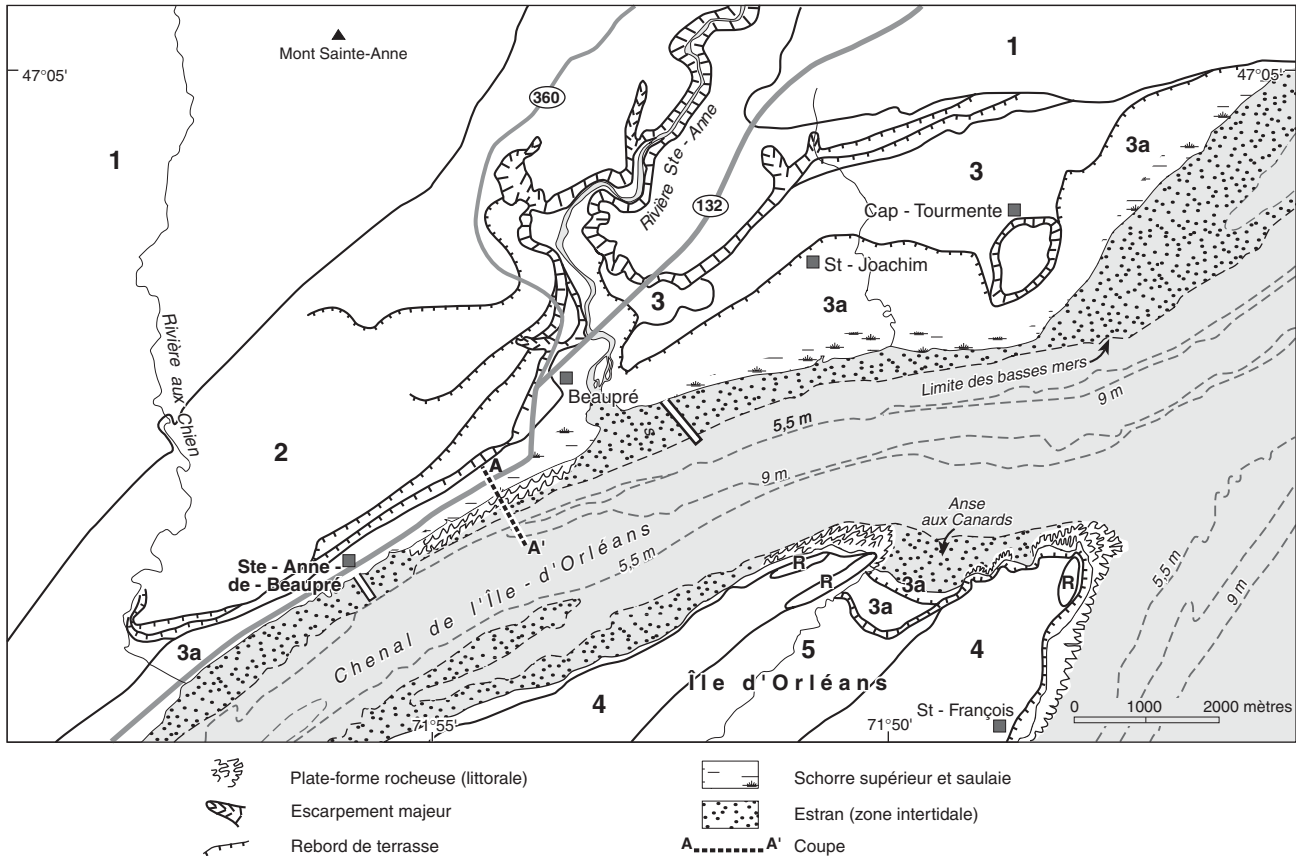 Mont Sainte-Anne
47°05'
47°05'
1
1
360
132
Rivière Ste - Anne
3
3a
Cap - Tourmente
St - Joachim
3
3a
Rivière aux Chien
Beaupré
Limite des basses mers
5,5 m
9 m
9 m
2
A
A'
Anse
aux Canards
Ste - Anne -
de - Beaupré
Chenal de l'Île - d'Orléans
5,5 m
5,5 m
9 m
R
R
R
3a
3a
3a
4
5
4
Île d'Orléans
St - François
71°55'
71°50'
0 1000 2000 mètres
Plate-forme rocheuse (littorale)
Escarpement majeur
Rebord de terrasse
Schorre supérieur et saulaie
Estran (zone intertidale)
A A' Coupe